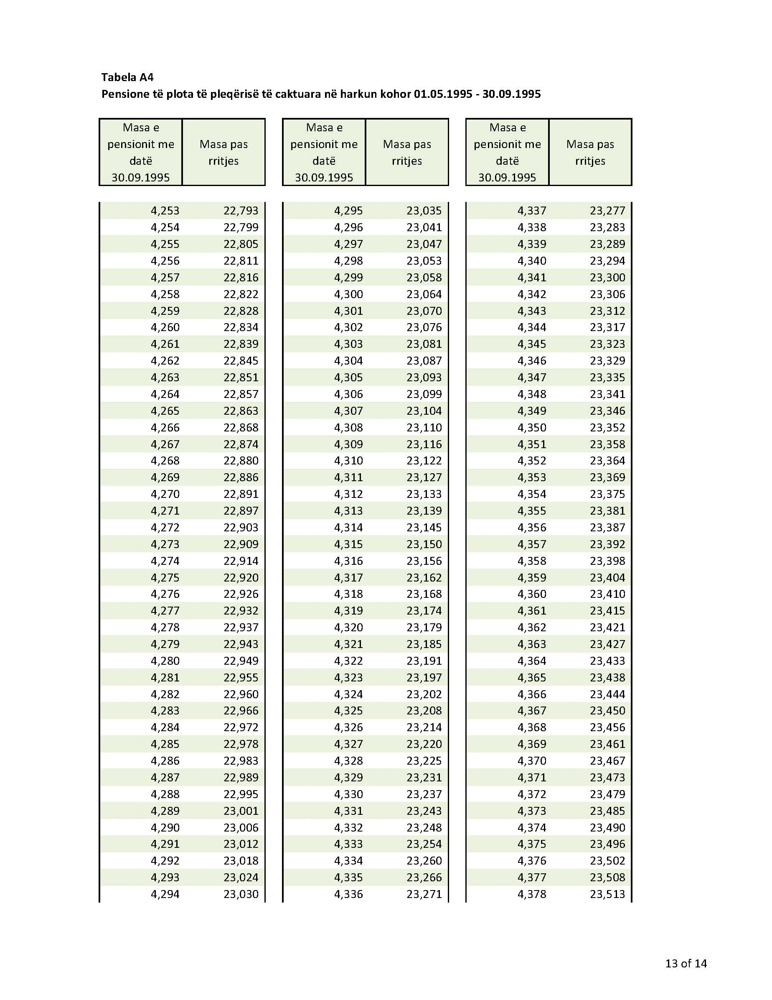 Tabela A4
Pensione të plota të pleqërisë të caktuara në harkun kohor 01.05.1995 - 30.09.1995
Masa e pensionit me datë 30.09.1995 Masa pas rritjes Masa e pensionit me datë 30.09.1995 Masa pas rritjes Masa e pensionit me datë 30.09.1995 Masa pas rritjes
4,253 22,793 4,295 23,035 4,337 23,277
4,254 22,799 4,296 23,041 4,338 23,283
4,255 22,805 4,297 23,047 4,339 23,289
4,256 22,811 4,298 23,053 4,340 23,294
4,257 22,816 4,299 23,058 4,341 23,300
4,258 22,822 4,300 23,064 4,342 23,306
4,259 22,828 4,301 23,070 4,343 23,312
4,260 22,834 4,302 23,076 4,344 23,317
4,261 22,839 4,303 23,081 4,345 23,323
4,262 22,845 4,304 23,087 4,346 23,329
4,263 22,851 4,305 23,093 4,347 23,335
4,264 22,857 4,306 23,099 4,348 23,341
4,265 22,863 4,307 23,104 4,349 23,346
4,266 22,868 4,308 23,110 4,350 23,352
4,267 22,874 4,309 23,116 4,351 23,358
4,268 22,880 4,310 23,122 4,352 23,364
4,269 22,886 4,311 23,127 4,353 23,369
4,270 22,891 4,312 23,133 4,354 23,375
4,271 22,897 4,313 23,139 4,355 23,381
4,272 22,903 4,314 23,145 4,356 23,387
4,273 22,909 4,315 23,150 4,357 23,392
4,274 22,914 4,316 23,156 4,358 23,398
4,275 22,920 4,317 23,162 4,359 23,404
4,276 22,926 4,318 23,168 4,360 23,410
4,277 22,932 4,319 23,174 4,361 23,415
4,278 22,937 4,320 23,179 4,362 23,421
4,279 22,943 4,321 23,185 4,363 23,427
4,280 22,949 4,322 23,191 4,364 23,433
4,281 22,955 4,323 23,197 4,365 23,438
4,282 22,960 4,324 23,202 4,366 23,444
4,283 22,966 4,325 23,208 4,367 23,450
4,284 22,972 4,326 23,214 4,368 23,456
4,285 22,978 4,327 23,220 4,369 23,461
4,286 22,983 4,328 23,225 4,370 23,467
4,287 22,989 4,329 23,231 4,371 23,473
4,288 22,995 4,330 23,237 4,372 23,479
4,289 23,001 4,331 23,243 4,373 23,485
4,290 23,006 4,332 23,248 4,374 23,490
4,291 23,012 4,333 23,254 4,375 23,496
4,292 23,018 4,334 23,260 4,376 23,502
4,293 23,024 4,335 23,266 4,377 23,508
4,294 23,030 4,336 23,271 4,378 23,513
13 of 14